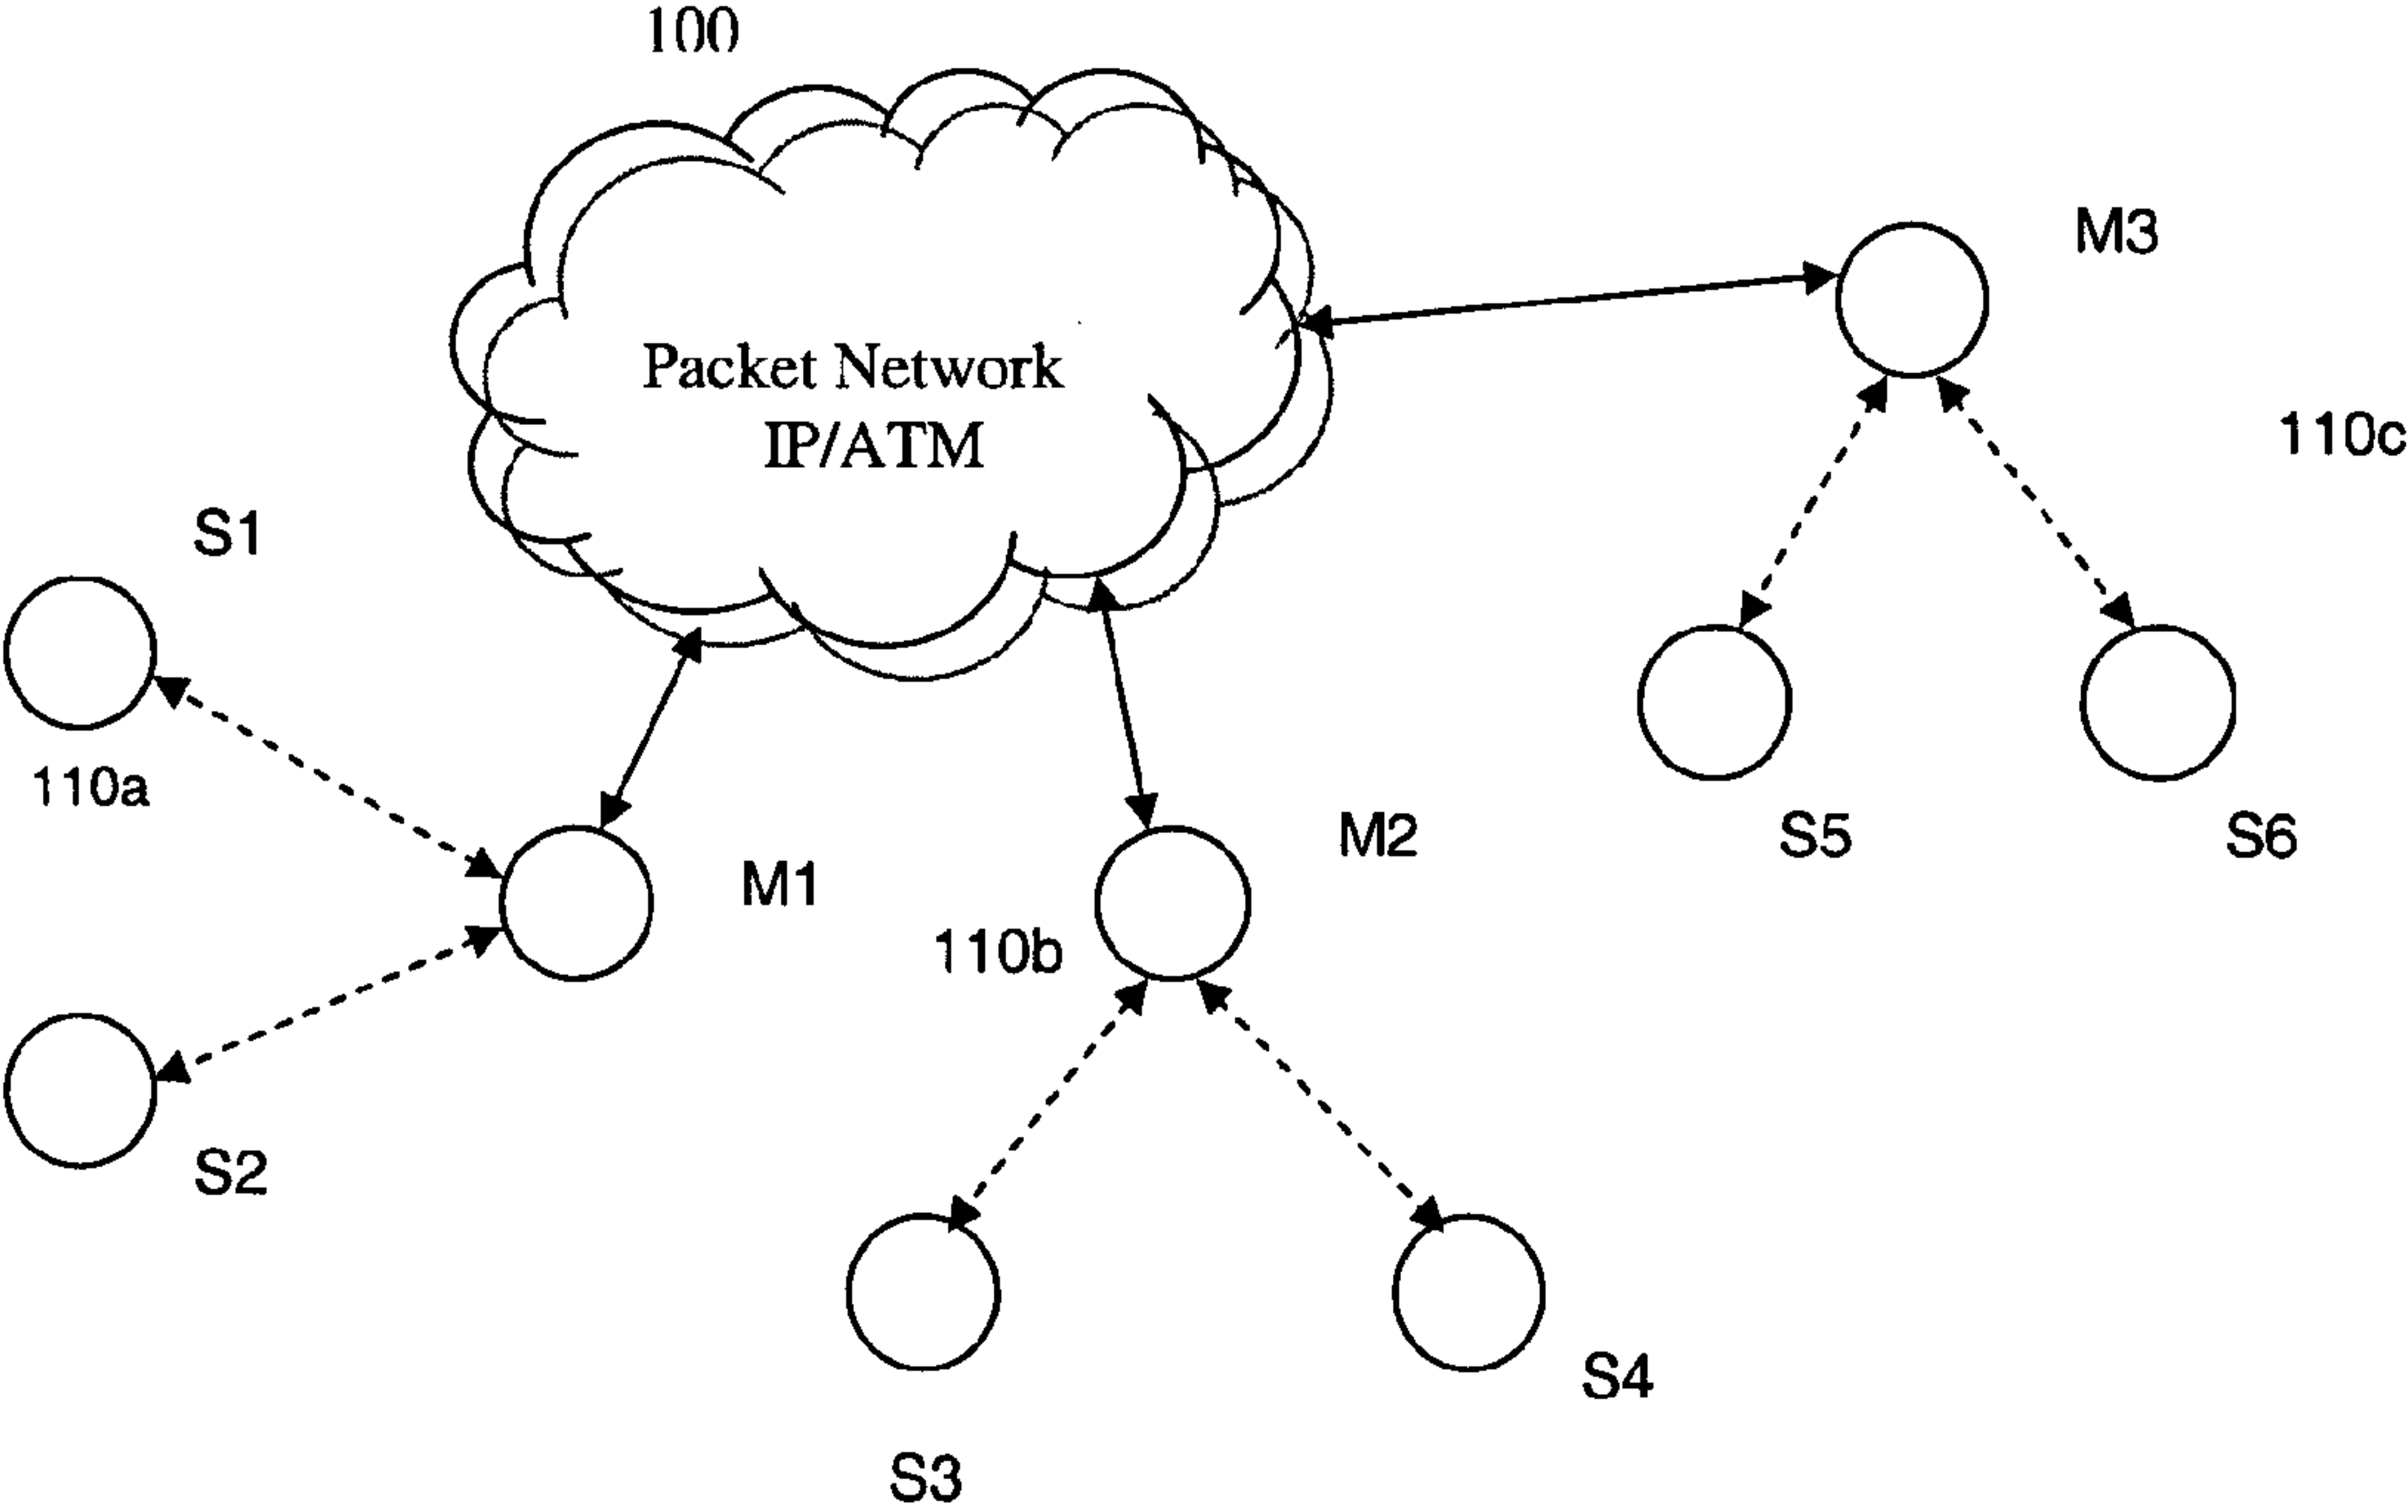 100
M3
Packet Network
IP/ATM
110c
S1
110a
M2
S5
S6
M1
110b
S2
S4
S3